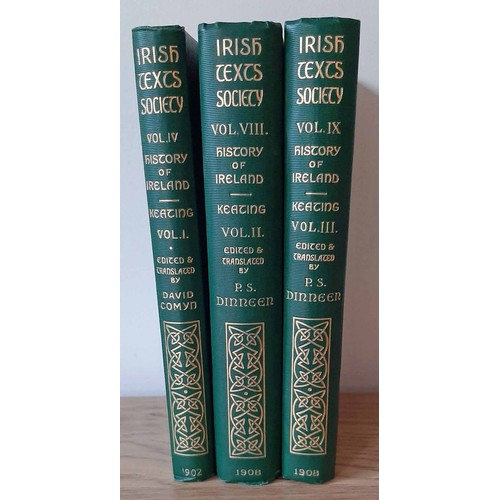 IRISH
TEXTS
SOCIETY
VOL. IV
HISTORY
OF
IRELAND
KEATING
VOL. I.
EDITED &
TRANSLATED
BY
DAVID
COMYN
1902
IRISH
TEXTS
SOCIETY
VOL. VIII.
HISTORY
OF
IRELAND
KEATING
VOL. II.
EDITED &
TRANSLATED
BY
P. S.
DINNEEN
1908
IRISH
TEXTS
SOCIETY
VOL. IX
HISTORY
OF
IRELAND
KEATING
VOL. III.
EDITED &
TRANSLATED
BY
P. S.
DINNEEN
1908